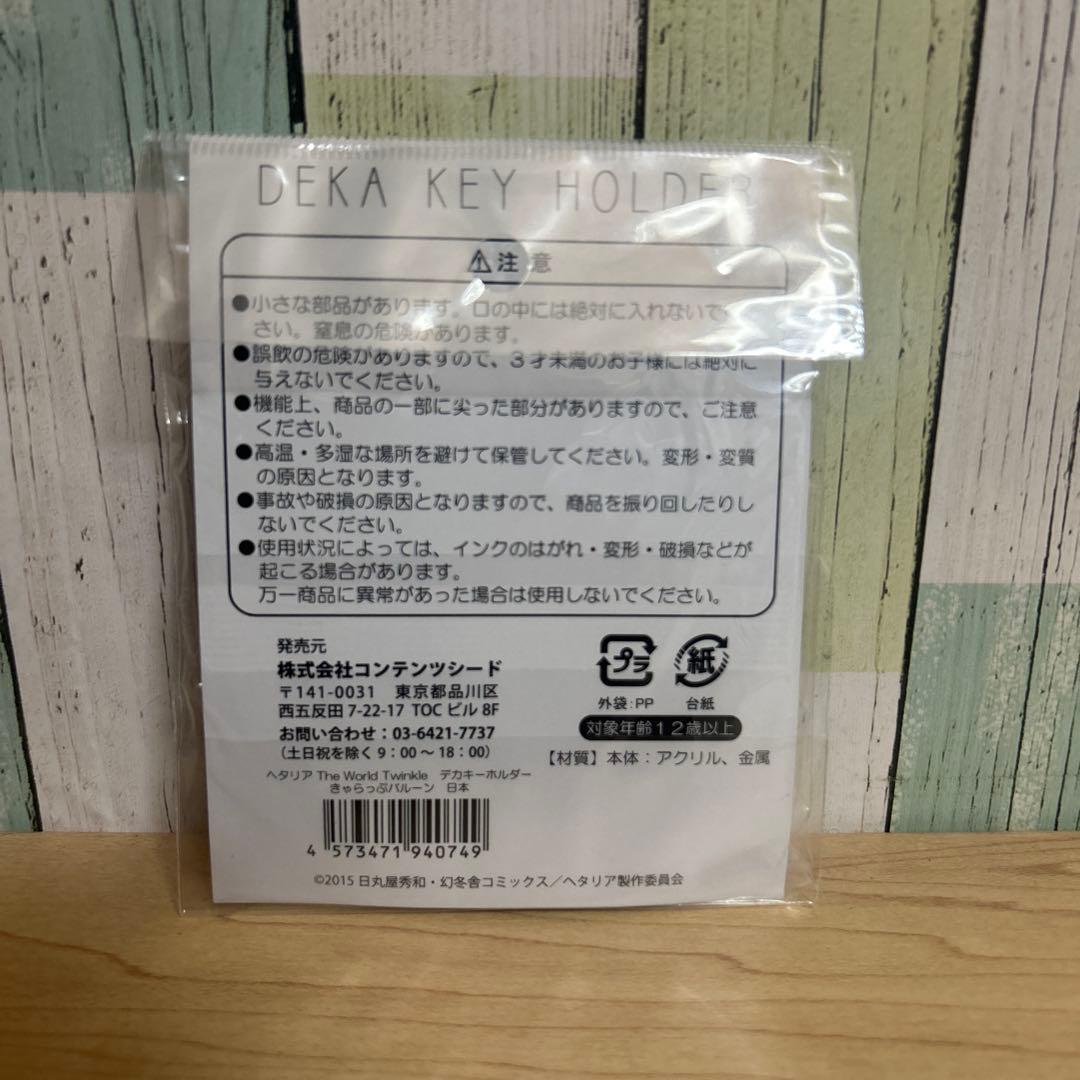 DEKA KEY HOLDER
⚠注意
●小さな部品があります。口の中には絶対に入れないでく
さい。窒息の危険があります。
●誤飲の危険がありますので、3才未満のお子様には絶対に
与えないでください。
●機能上、商品の一部に尖った部分がありますので、ご注意
ください。
●高温・多湿な場所を避けて保管してください。変形・変質
の原因となります。
●事故や破損の原因となりますので、商品を振り回したりし
ないでください。
●使用状況によっては、インクのはがれ・変形・破損などが
起こる場合があります。
万一商品に異常があった場合は使用しないでください。
発売元
株式会社コンテンツシード
〒141-0031 東京都品川区
西五反田 7-22-17 TOC ビル 8F
お問い合わせ：03-6421-7737
（土日祝を除く 9：00～18：00）
プラ
紙
外袋：PP
台紙
対象年齢12歳以上
【材質】本体：アクリル、金属
ヘタリア The World Twinkle デカキーホルダー
きゃらっぷバルーン 日本
4 573471 940749
©2015 日丸屋秀和・幻冬舎コミックス／ヘタリア製作委員会